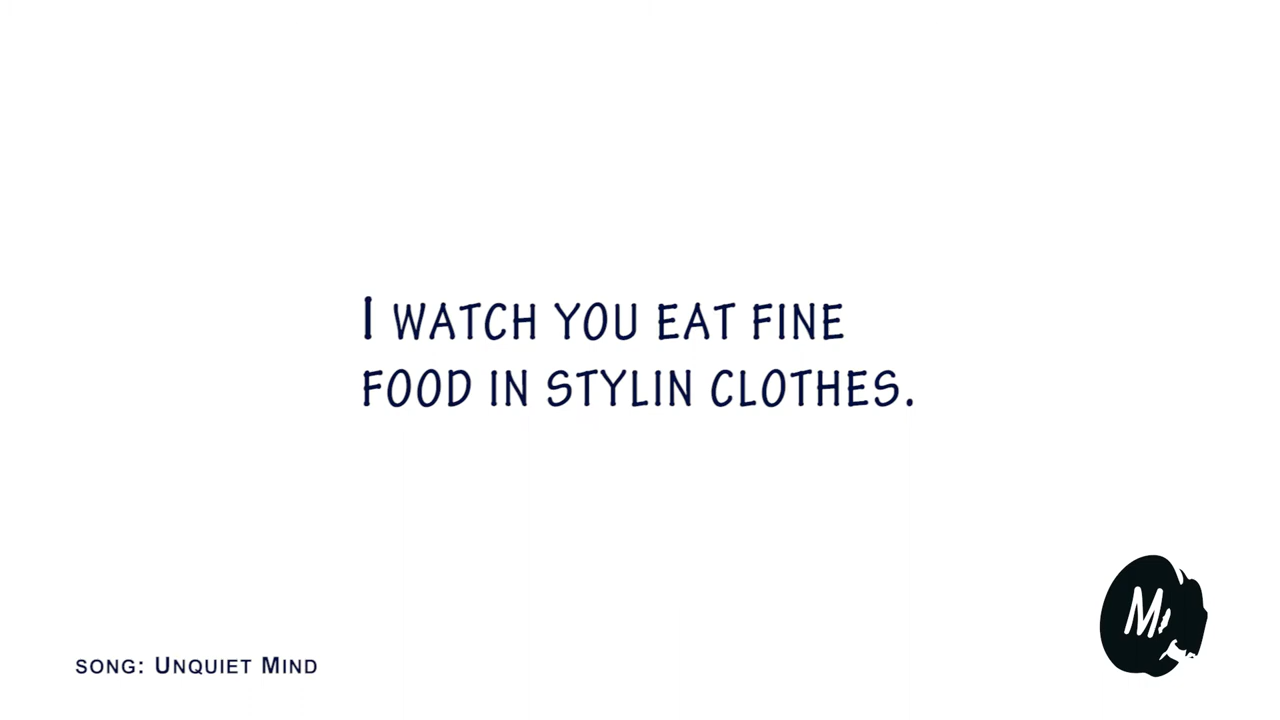 I WATCH YOU EAT FINE
FOOD IN STYLIN CLOTHES.
SONG: UNQUIET MIND
M